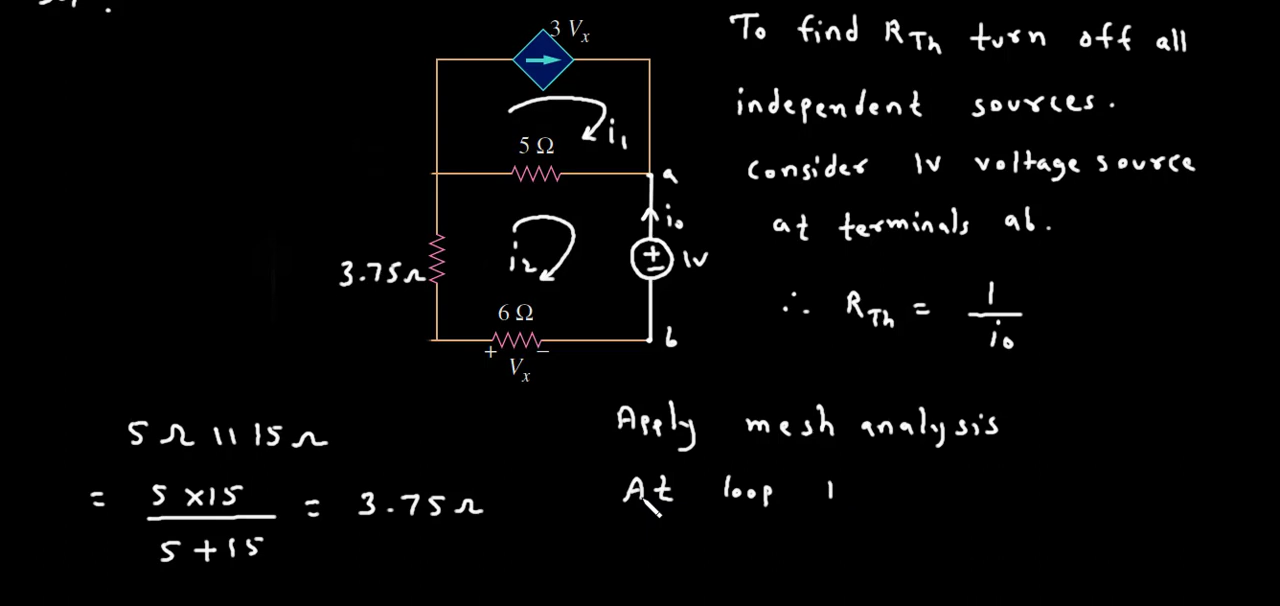 3 Vx
i1
5 Ω
a
i0
i2
+
−
1v
3.75Ω
6 Ω
b
+ −
Vx
To find RTh turn off all
independent sources.
consider 1v voltage source
at terminals ab.
∴ RTh = 1/i0
5Ω || 15Ω
= 5×15/5+15 = 3.75Ω
Apply mesh analysis
At loop 1